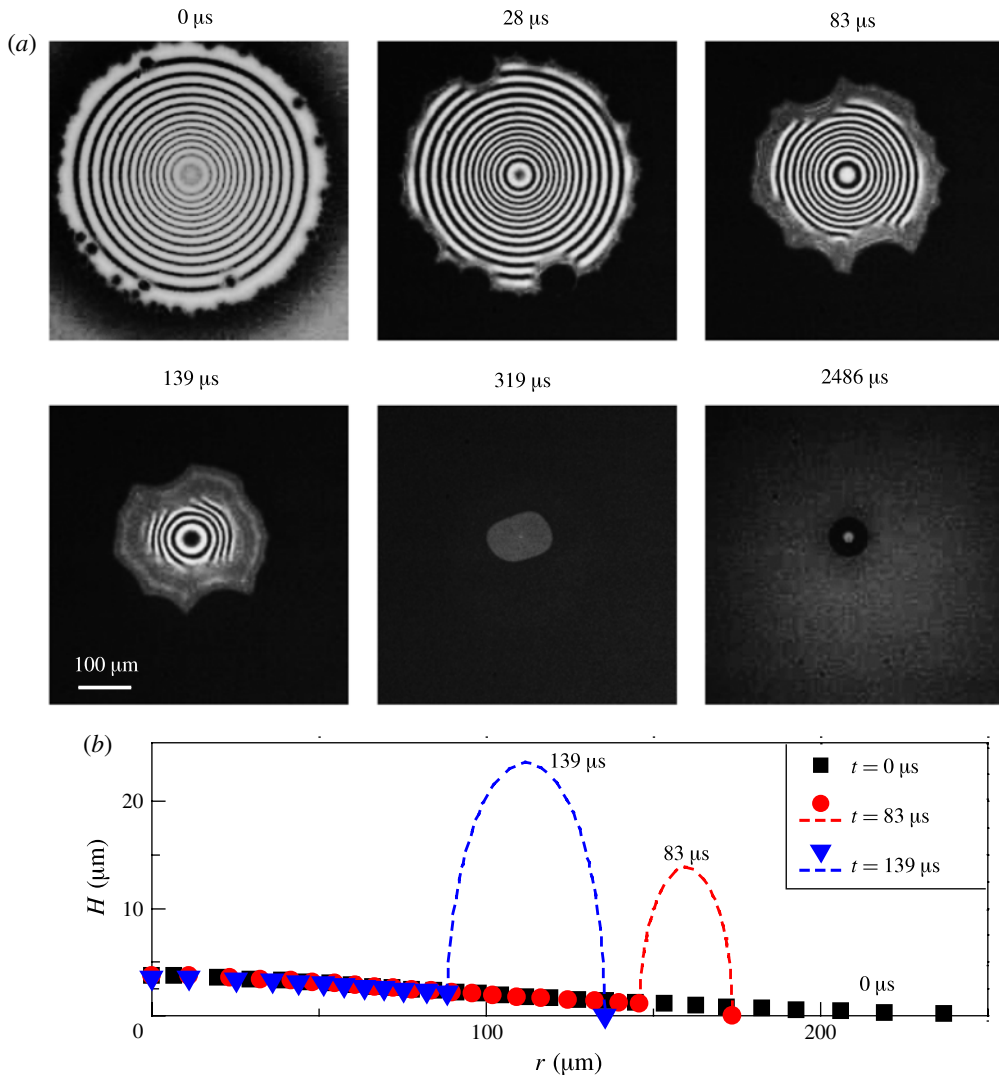 0 μs 28 μs 83 μs
(a)
139 μs 319 μs 2486 μs
100 μm
(b)
139 μs
83 μs
0 μs
t = 0 μs
t = 83 μs
t = 139 μs
20
10
0
H (μm)
0 100 200
r (μm)